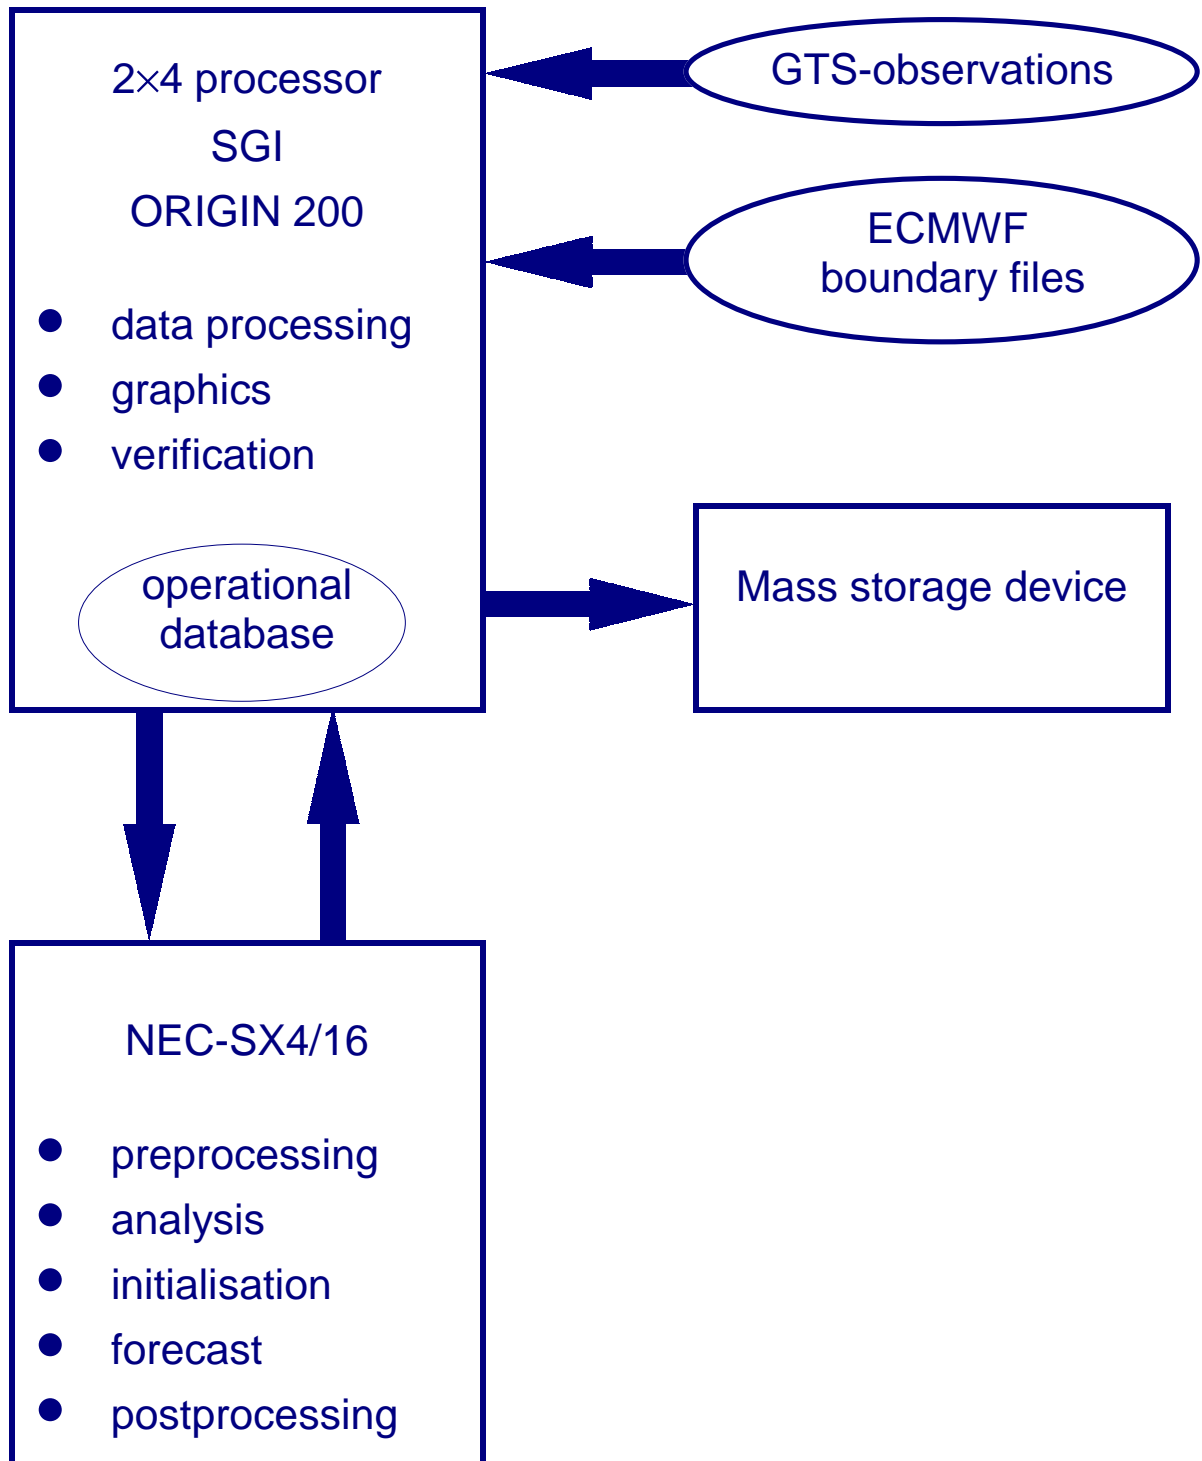 2×4 processor
SGI
ORIGIN 200
● data processing
● graphics
● verification
operational
database
GTS-observations
ECMWF
boundary files
Mass storage device
NEC-SX4/16
● preprocessing
● analysis
● initialisation
● forecast
● postprocessing